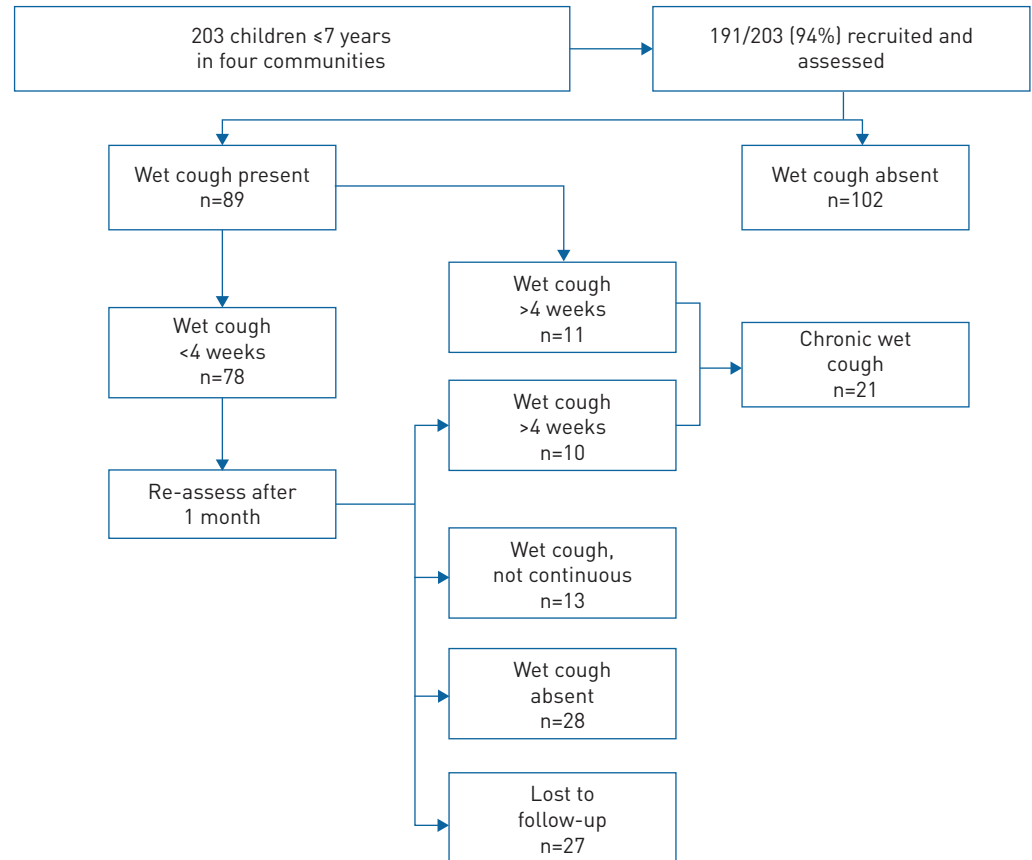 203 children ≤7 years
in four communities
191/203 (94%) recruited and
assessed
Wet cough present
n=89
Wet cough absent
n=102
Wet cough
>4 weeks
n=11
Wet cough
<4 weeks
n=78
Chronic wet
cough
n=21
Wet cough
>4 weeks
n=10
Re-assess after
1 month
Wet cough,
not continuous
n=13
Wet cough
absent
n=28
Lost to
follow-up
n=27